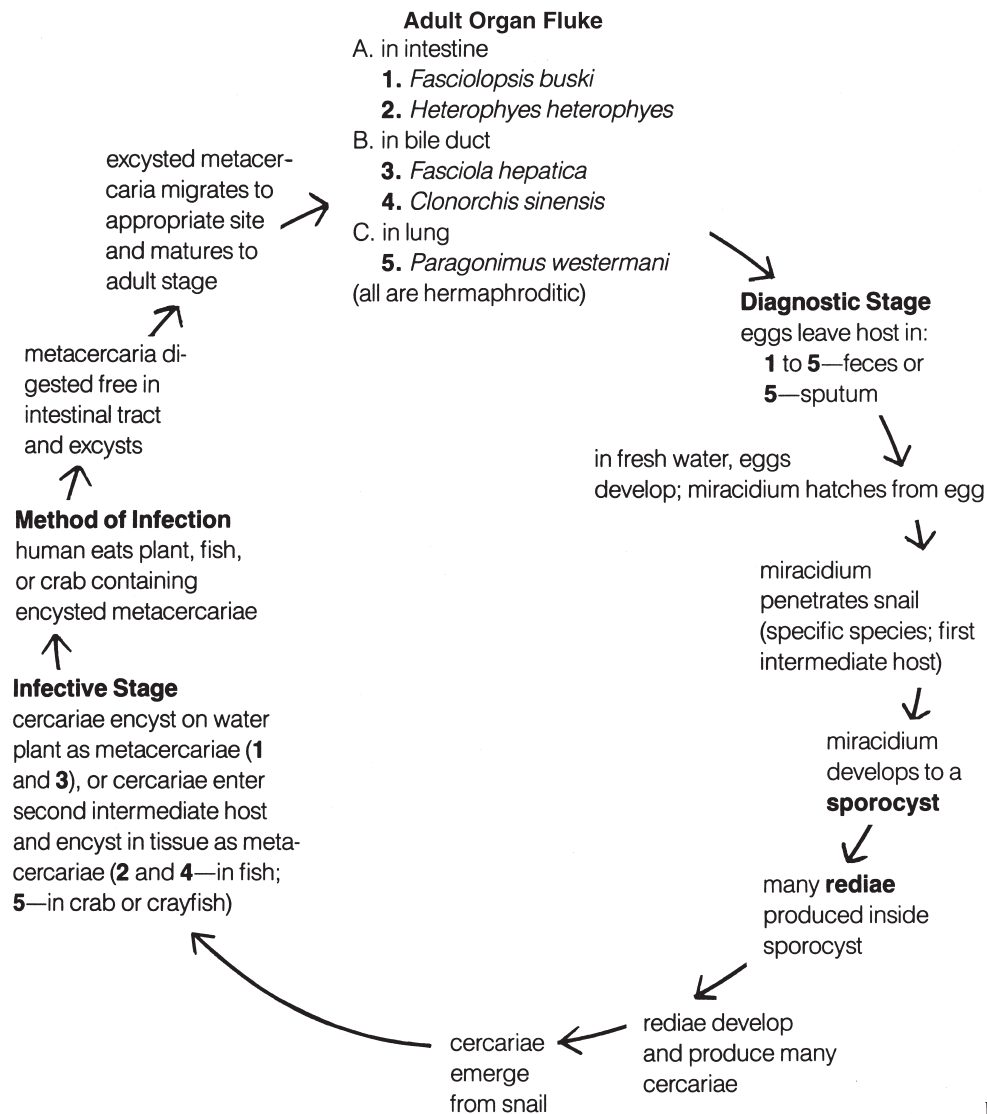 Adult Organ Fluke
A. in intestine
1. Fasciolopsis buski
2. Heterophyes heterophyes
B. in bile duct
3. Fasciola hepatica
4. Clonorchis sinensis
C. in lung
5. Paragonimus westermani
(all are hermaphroditic)
Diagnostic Stage
eggs leave host in:
1 to 5—feces or
5—sputum
in fresh water, eggs
develop; miracidium hatches from egg
miracidium
penetrates snail
(specific species; first
intermediate host)
miracidium
develops to a
sporocyst
many rediae
produced inside
sporocyst
rediae develop
and produce many
cercariae
cercariae
emerge
from snail
Infective Stage
cercariae encyst on water
plant as metacercariae (1
and 3), or cercariae enter
second intermediate host
and encyst in tissue as meta-
cercariae (2 and 4—in fish;
5—in crab or crayfish)
Method of Infection
human eats plant, fish,
or crab containing
encysted metacercariae
metacercaria di-
gested free in
intestinal tract
and excysts
excysted metacer-
caria migrates to
appropriate site
and matures to
adult stage